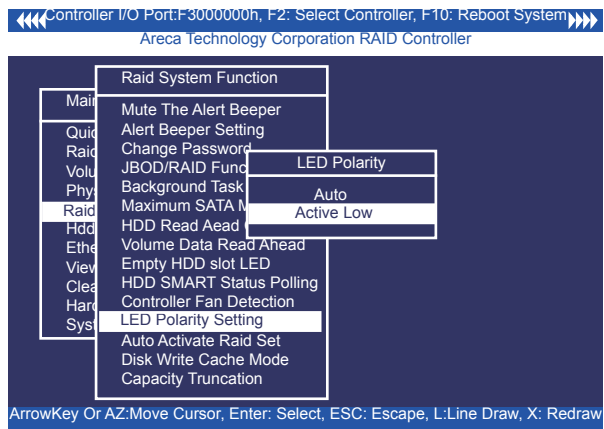 Controller I/O Port:F3000000h, F2: Select Controller, F10: Reboot System
Areca Technology Corporation RAID Controller
Raid System Function
Mute The Alert Beeper
Alert Beeper Setting
Change Password
JBOD/RAID Func
Background Task
Maximum SATA
HDD Read Aead
Volume Data Read Ahead
Empty HDD slot LED
HDD SMART Status Polling
Controller Fan Detection
LED Polarity Setting
Auto Activate Raid Set
Disk Write Cache Mode
Capacity Truncation
Main
Quic
Raid
Volu
Phys
Raid
Hdd
Ethe
View
Clea
Hard
Syst
LED Polarity
Auto
Active Low
ArrowKey Or AZ:Move Cursor, Enter: Select, ESC: Escape, L:Line Draw, X: Redraw